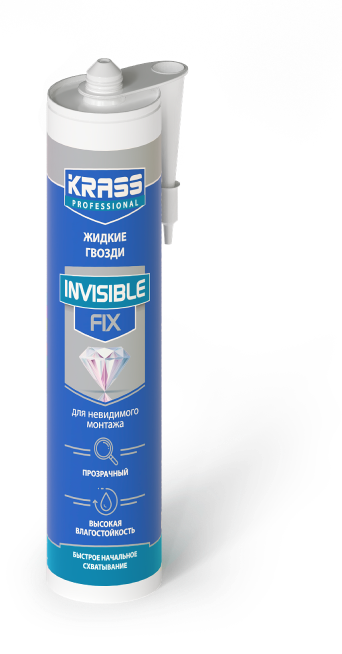 KRASS
PROFESSIONAL
ЖИДКИЕ
ГВОЗДИ
INVISIBLE
FIX
для невидимого
монтажа
ПРОЗРАЧНЫЙ
ВЫСОКАЯ
ВЛАГОСТОЙКОСТЬ
БЫСТРОЕ НАЧАЛЬНОЕ
СХВАТЫВАНИЕ